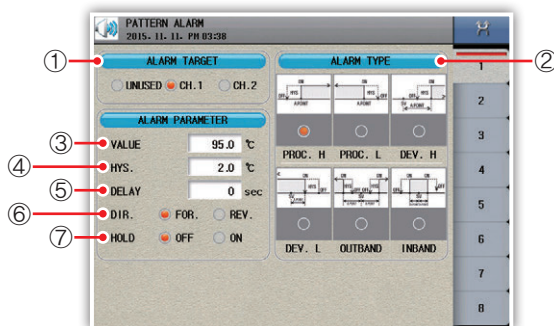 PATTERN ALARM
2015. 11. 11. PM 03:38
① ALARM TARGET
UNUSED CH.1 CH.2
ALARM PARAMETER
③ VALUE 95.0 ℃
④ HYS. 2.0 ℃
⑤ DELAY 0 sec
⑥ DIR. FOR. REV.
⑦ HOLD OFF ON
ALARM TYPE ②
PROC. H PROC. L DEV. H
DEV. L OUTBAND INBAND
1
2
3
4
5
6
7
8